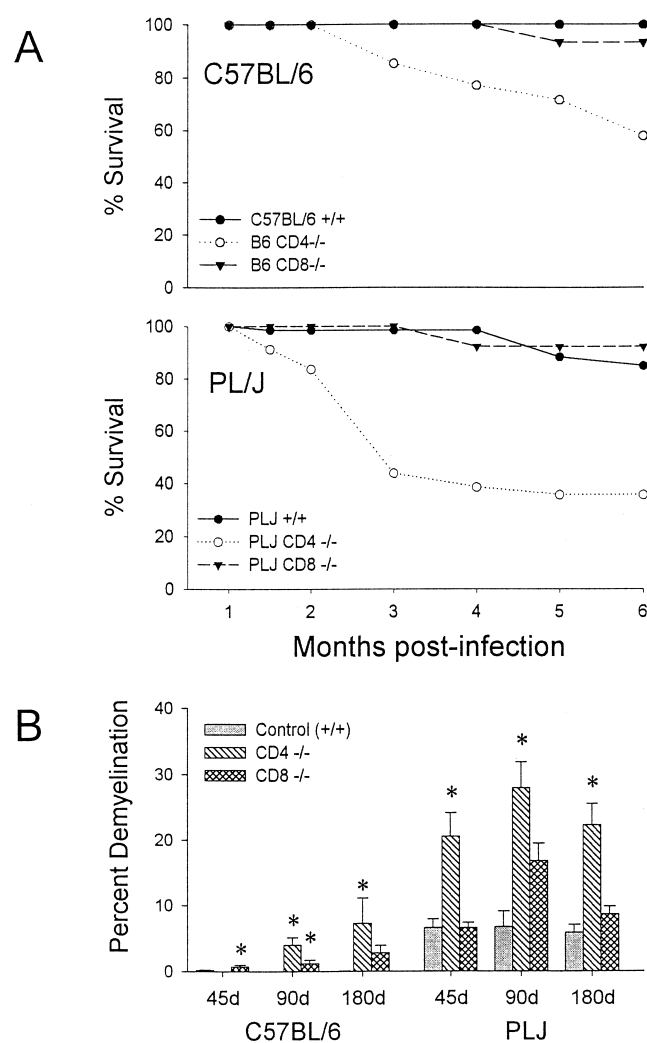 A
100
80
60
40
20
0
% Survival
C57BL/6
C57BL/6 +/+
B6 CD4-/-
B6 CD8-/-
100
80
60
40
20
0
% Survival
PL/J
PLJ +/+
PLJ CD4 -/-
PLJ CD8 -/-
1 2 3 4 5 6
Months post-infection
B
40
30
20
10
0
Percent Demyelination
Control (+/+)
CD4 -/-
CD8 -/-
* * * * * * *
45d 90d 180d 45d 90d 180d
C57BL/6 PLJ